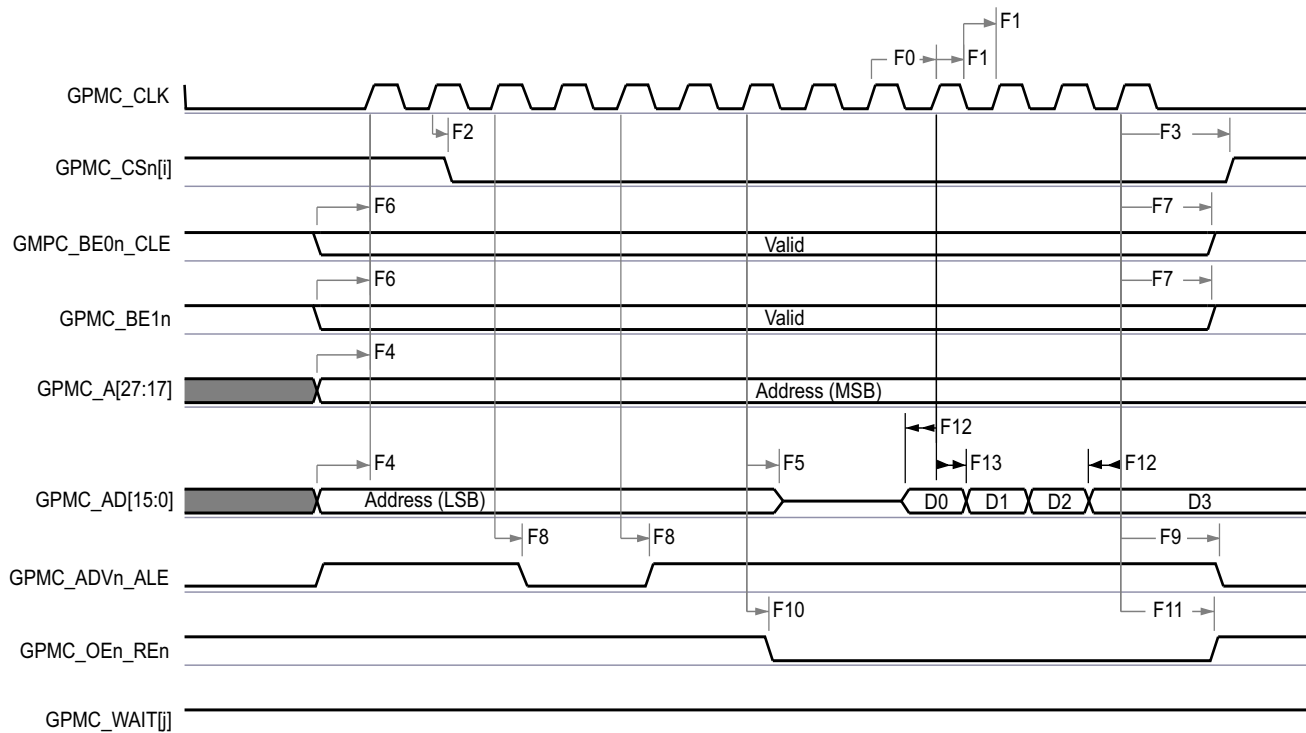 F1
F0 F1
GPMC_CLK
F2 F3
GPMC_CSn[i]
F6 F7
GMPC_BE0n_CLE Valid
F6 F7
GPMC_BE1n Valid
F4
GPMC_A[27:17] Address (MSB)
F12
F4 F5 F13 F12
GPMC_AD[15:0] Address (LSB) D0 D1 D2 D3
F8 F8 F9
GPMC_ADVn_ALE
F10 F11
GPMC_OEn_REn
GPMC_WAIT[j]